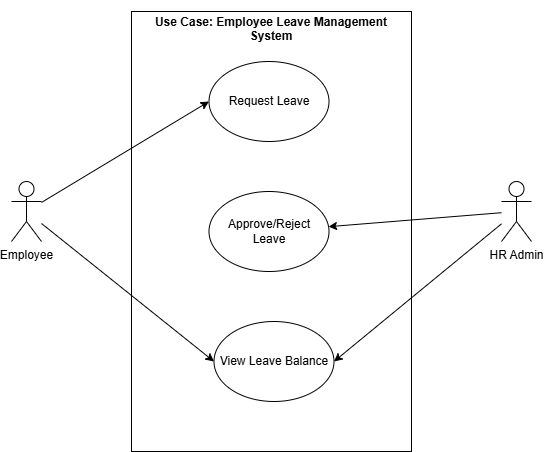 Use Case: Employee Leave Management
System
Request Leave
Approve/Reject
Leave
Employee
HR Admin
View Leave Balance